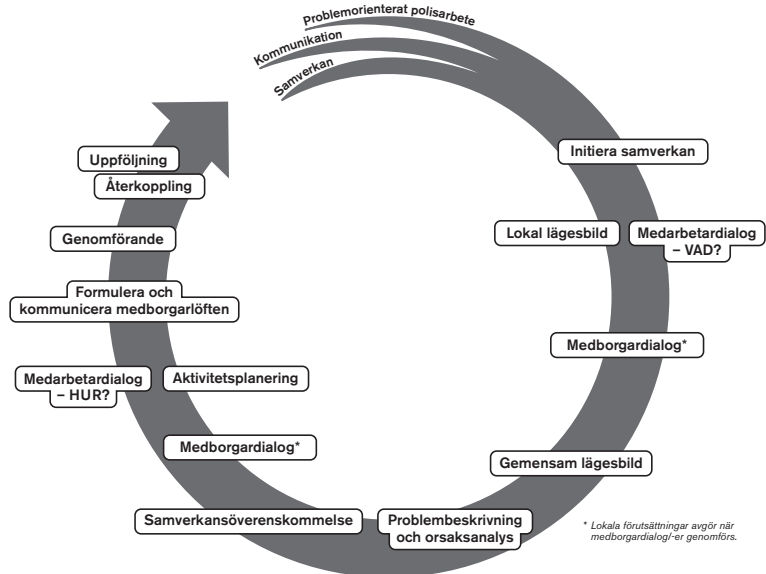 Problemorienterat polisarbete
Kommunikation
Samverkan
Initiera samverkan
Lokal lägesbild
Medarbetardialog
– VAD?
Medborgardialog*
Gemensam lägesbild
Problembeskrivning
och orsaksanalys
Samverkansöverenskommelse
Medborgardialog*
Aktivitetsplanering
Medarbetardialog
– HUR?
Formulera och
kommunicera medborgarlöften
Genomförande
Återkoppling
Uppföljning
* Lokala förutsättningar avgör när
medborgardialog/-er genomförs.